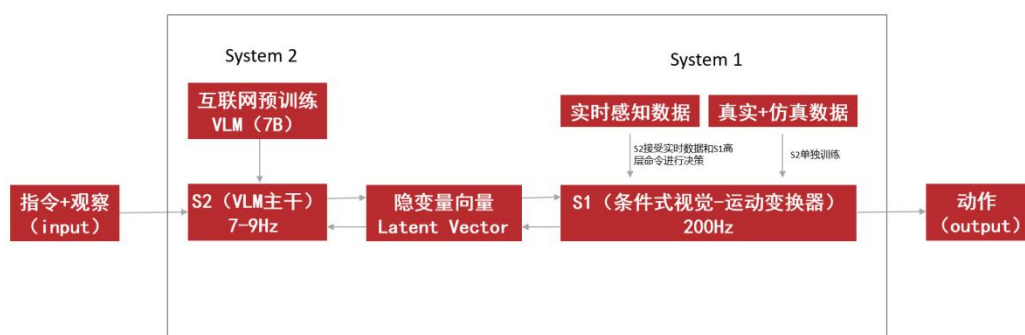 System 2
System 1
互联网预训练
VLM（7B）
实时感知数据
真实+仿真数据
S2接受实时数据和S1高
层命令进行决策
S2单独训练
指令+观察
（input）
S2（VLM主干）
7-9Hz
隐变量向量
Latent Vector
S1（条件式视觉-运动变换器）
200Hz
动作
（output）